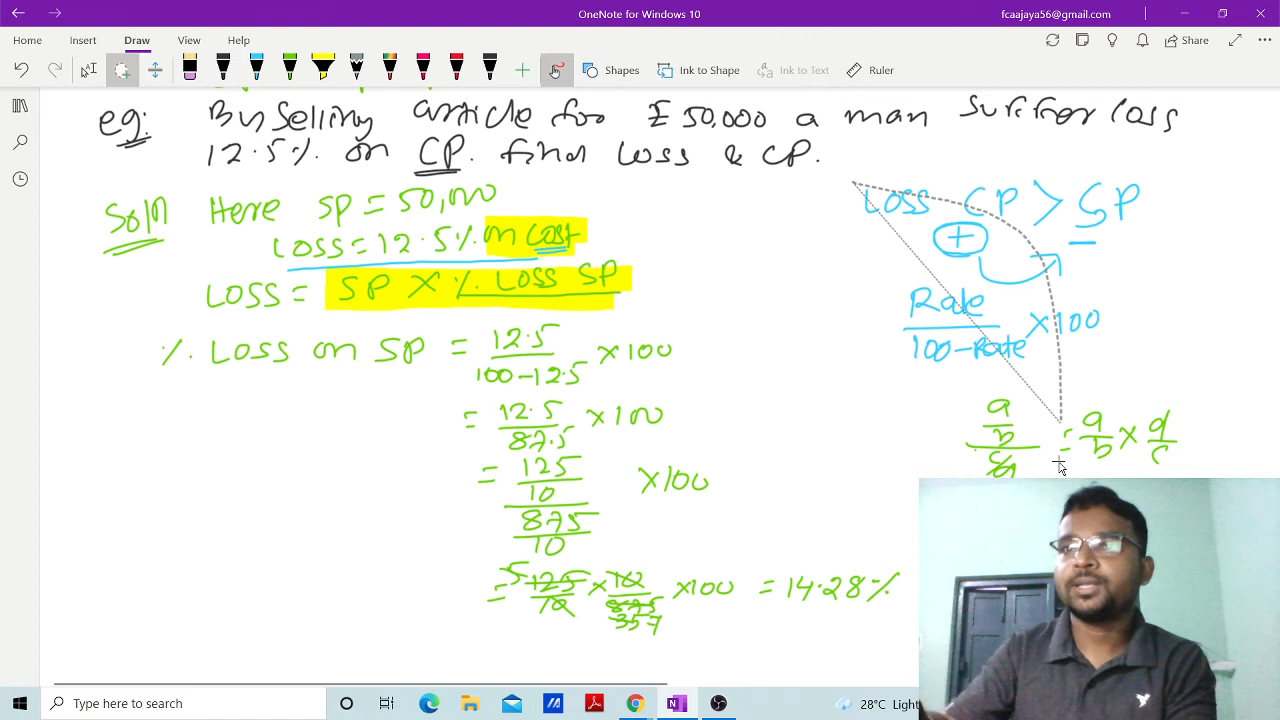 OneNote for Windows 10
fcaajaya56@gmail.com
Home Insert Draw View Help
Share
Shapes Ink to Shape Ink to Text Ruler
eg: By Selling article for ₹ 50,000 a man suffer loss
12.5% on CP. find Loss & CP.
Soln Here SP = 50,000
Loss = 12.5% on cost
Loss = SP X % Loss SP
% Loss on SP = 12.5/100-12.5 ×100
= 12.5/87.5 ×100
= 125/10 / 875/10 ×100
= 5 125/10 × 10/875 35 7 ×100 = 14.28%
Loss CP > SP
+
Rate/100-Rate ×100
a/b / = a/b × d/c
Type here to search
28°C Light